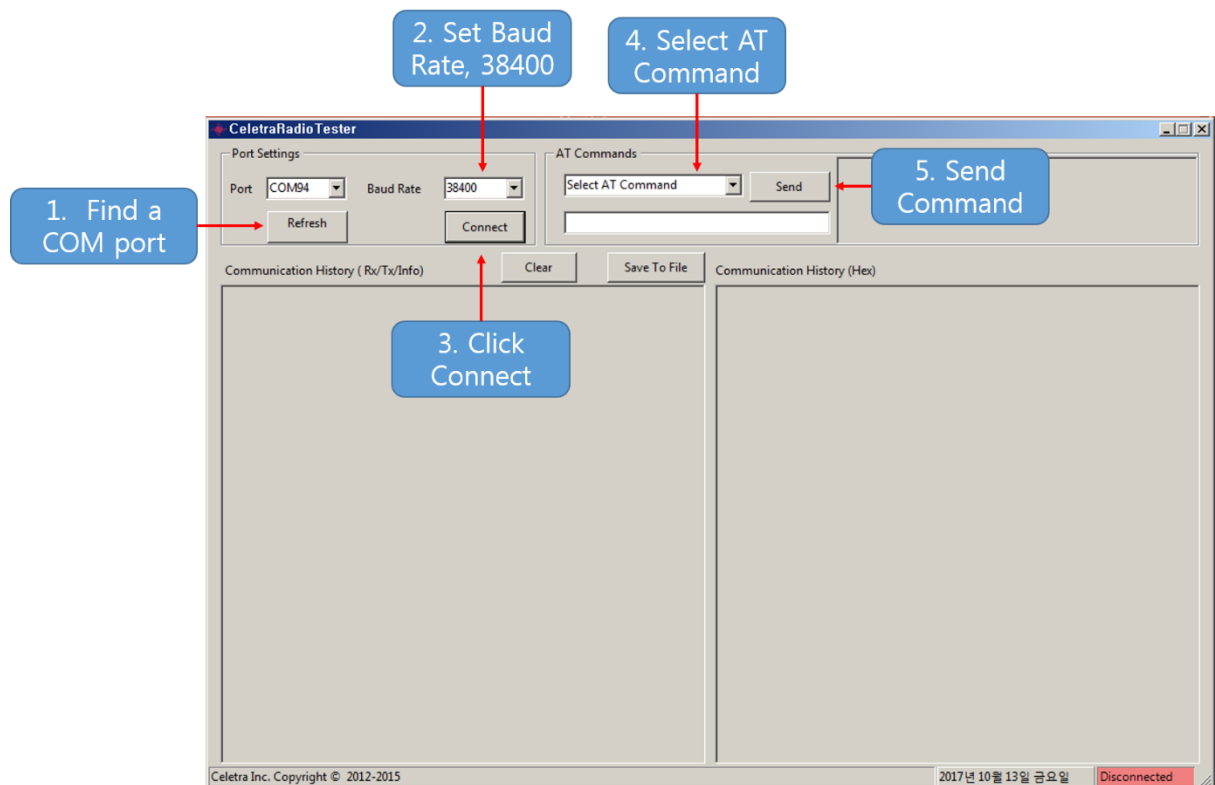 2. Set Baud
Rate, 38400
4. Select AT
Command
CeletraRadioTester
Port Settings
AT Commands
Port
COM94
Baud Rate
38400
Select AT Command
Send
5. Send
Command
1. Find a
COM port
Refresh
Connect
Communication History ( Rx/Tx/Info)
Clear
Save To File
Communication History (Hex)
3. Click
Connect
Celetra Inc. Copyright © 2012-2015
2017년 10월 13일 금요일
Disconnected